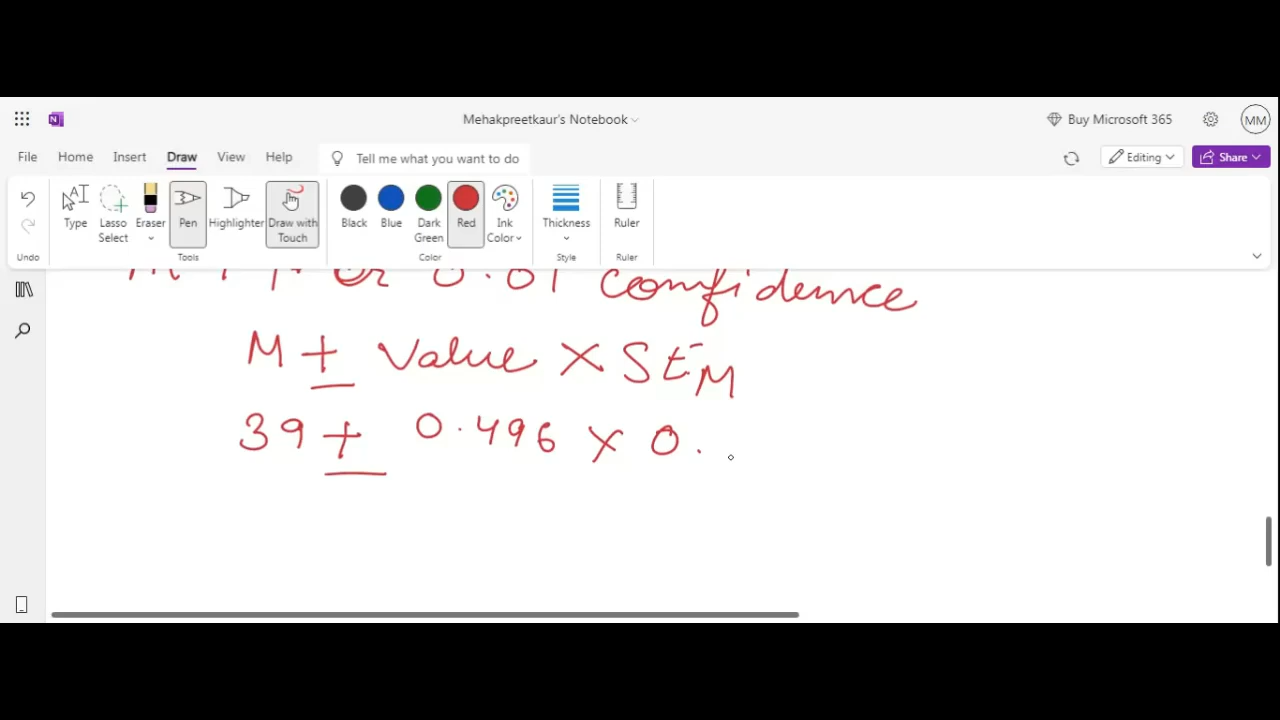 Mehakpreetkaur's Notebook
Buy Microsoft 365
MM
File Home Insert Draw View Help Tell me what you want to do
Editing Share
Type Lasso Select Eraser Pen Highlighter Draw with Touch Black Blue Dark Green Red Ink Color Thickness Ruler
Undo Tools Color Style Ruler
0.01 confidence
M ± Value × SEM
39 ± 0.496 × 0.